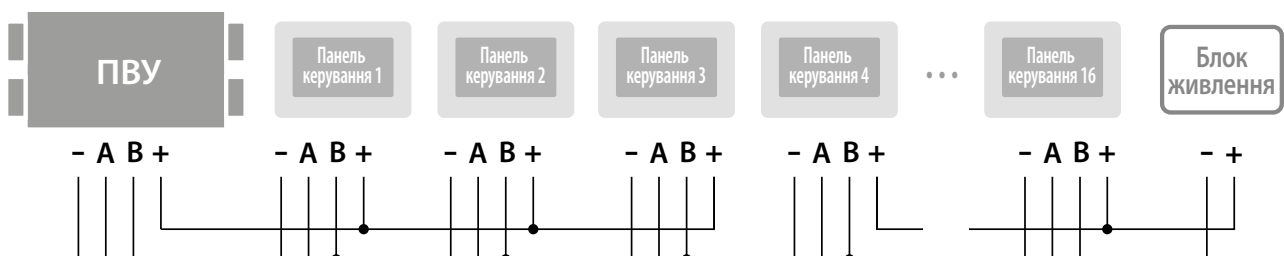 ПВУ
Панель
керування 1
Панель
керування 2
Панель
керування 3
Панель
керування 4
...
Панель
керування 16
Блок
живлення
- A B +
- A B +
- A B +
- A B +
- A B +
- A B +
- +